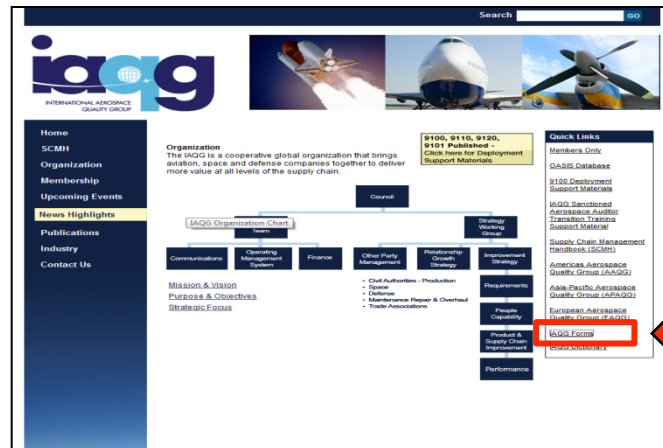 Search GO
iaqg
INTERNATIONAL AEROSPACE
QUALITY GROUP
Home
SCMH
Organization
Membership
Upcoming Events
News Highlights
Publications
Industry
Contact Us
Organization
The IAQG is a cooperative global organization that brings
aviation, space and defense companies together to deliver
more value at all levels of the supply chain.
9100, 9110, 9120,
9101 Published -
Click here for Deployment
Support Materials
Council
IAQG Organization Chart
Team
Strategy
Working
Group
Communications
Operating
Management
System
Finance
Other Party
Management
Relationship
Growth
Strategy
Improvement
Strategy
Mission & Vision
Purpose & Objectives
Strategic Focus
• Civil Authorities - Production
• Space
• Defense
• Maintenance Repair & Overhaul
• Trade Associations
Requirements
People
Capability
Product &
Supply Chain
Improvement
Performance
Quick Links
Members Only
OASIS Database
9100 Deployment
Support Materials
IAQG Sanctioned
Aerospace Auditor
Transition Training
Support Material
Supply Chain Management
Handbook (SCMH)
Americas Aerospace
Quality Group (AAQG)
Asia-Pacific Aerospace
Quality Group (APAQG)
European Aerospace
Quality Group (EAQG)
IAQG Forms
IAQG Dictionary